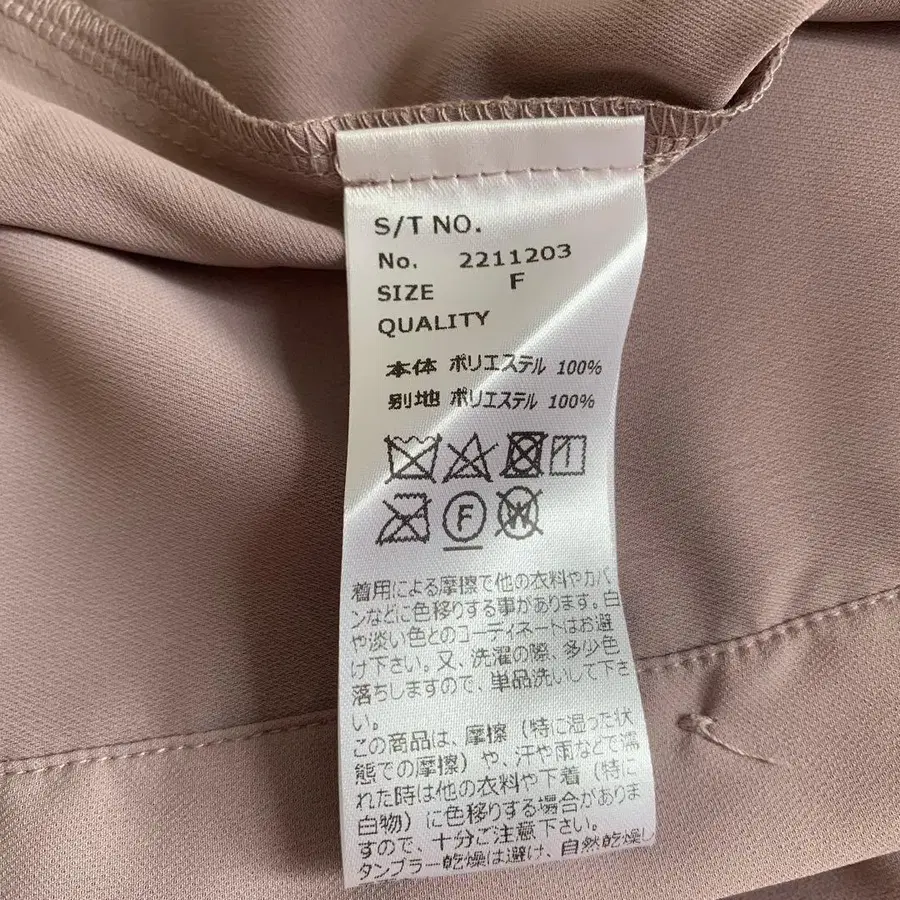 S/T NO.
No. 2211203
SIZE F
QUALITY
本体 ポリエステル 100%
別地 ポリエステル 100%
F
W
着用による摩擦で他の衣料やカバ
ンなどに色移りする事があります。白
や淡い色とのコーディネートはお避
け下さい。又、洗濯の際、多少色
落ちしますので、単品洗いして下さ
い。
この商品は、摩擦（特に湿った状
態での摩擦）や、汗や雨などで濡
れた時は他の衣料や下着（特に
白物）に色移りする場合がありま
すので、十分ご注意下さい。
タンブラー乾燥は避け、自然乾燥し